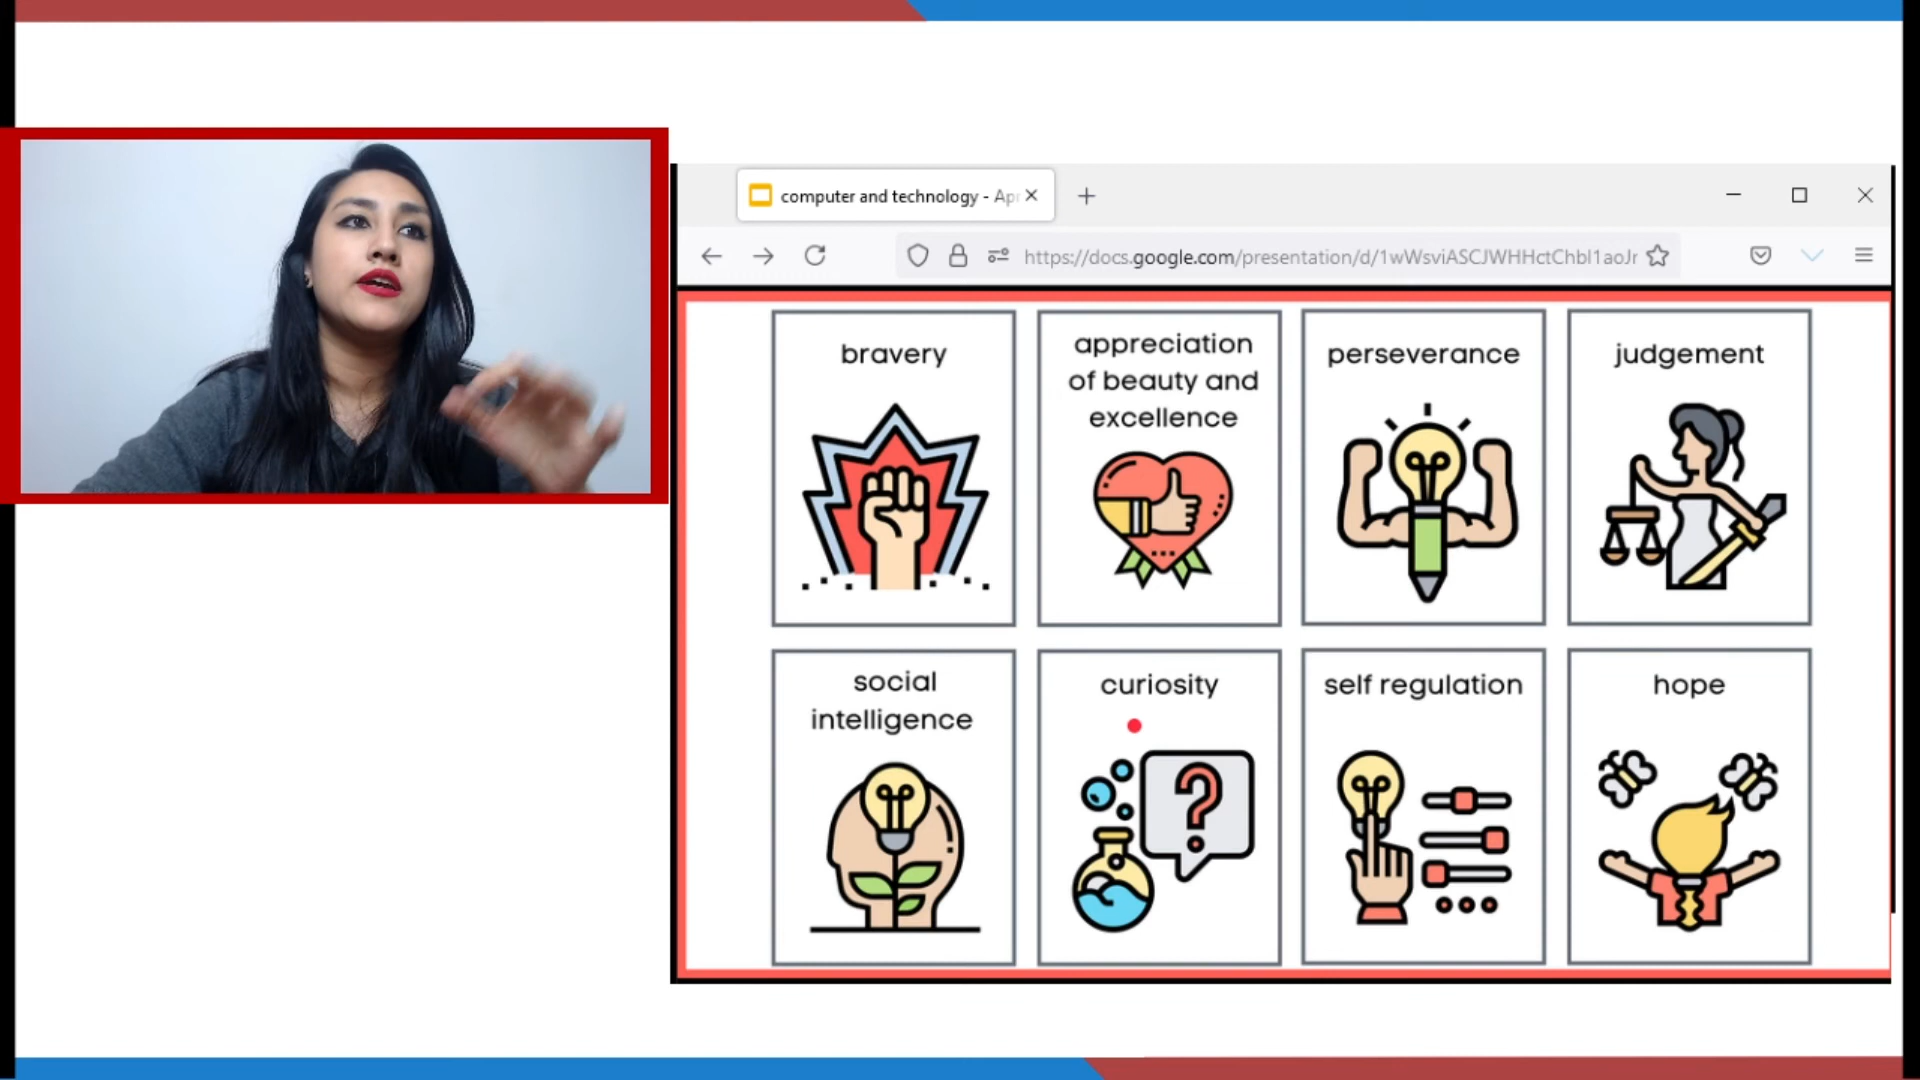 computer and technology - Apr
https://docs.google.com/presentation/d/1wWsviASCJWHHctChbl1aoJr
bravery
appreciation
of beauty and
excellence
perseverance
judgement
social
intelligence
curiosity
self regulation
hope